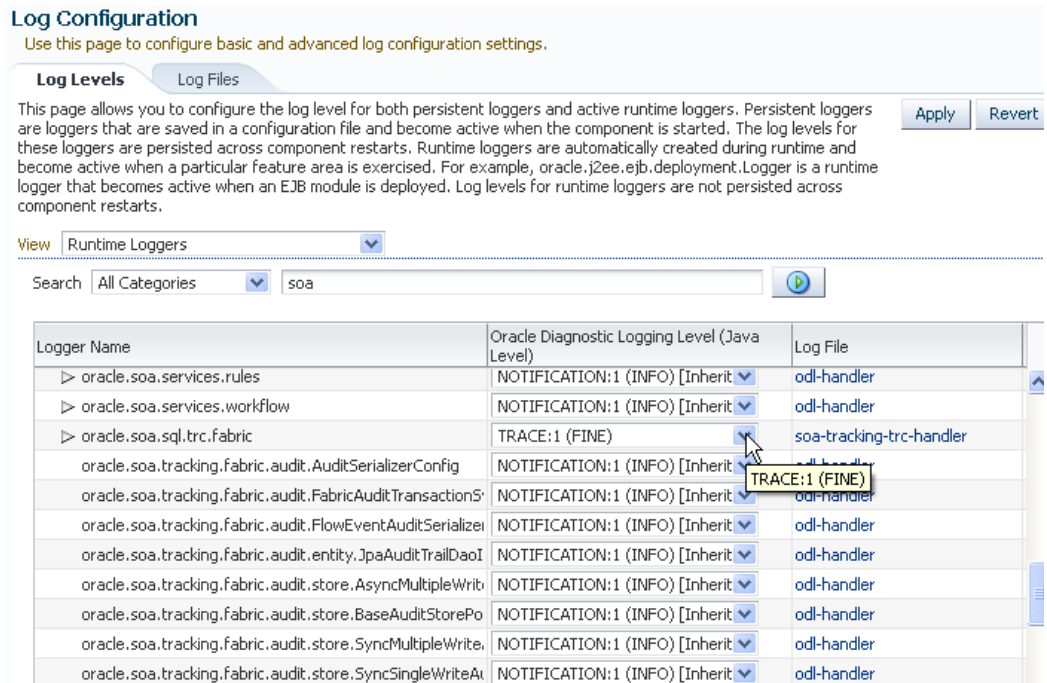 Log Configuration
Use this page to configure basic and advanced log configuration settings.
Log Levels
Log Files
This page allows you to configure the log level for both persistent loggers and active runtime loggers. Persistent loggers
are loggers that are saved in a configuration file and become active when the component is started. The log levels for
these loggers are persisted across component restarts. Runtime loggers are automatically created during runtime and
become active when a particular feature area is exercised. For example, oracle.j2ee.ejb.deployment.Logger is a runtime
logger that becomes active when an EJB module is deployed. Log levels for runtime loggers are not persisted across
component restarts.
Apply
Revert
View Runtime Loggers
Search All Categories soa
Logger Name
Oracle Diagnostic Logging Level (Java
Level)
Log File
oracle.soa.services.rules NOTIFICATION:1 (INFO) [Inherit odl-handler
oracle.soa.services.workflow NOTIFICATION:1 (INFO) [Inherit odl-handler
oracle.soa.sql.trc.fabric TRACE:1 (FINE) soa-tracking-trc-handler
oracle.soa.tracking.fabric.audit.AuditSerializerConfig NOTIFICATION:1 (INFO) [Inherit odl-handler
TRACE:1 (FINE)
oracle.soa.tracking.fabric.audit.FabricAuditTransactionS NOTIFICATION:1 (INFO) [Inherit odl-handler
oracle.soa.tracking.fabric.audit.FlowEventAuditSerializer NOTIFICATION:1 (INFO) [Inherit odl-handler
oracle.soa.tracking.fabric.audit.entity.JpaAuditTrailDaoI NOTIFICATION:1 (INFO) [Inherit odl-handler
oracle.soa.tracking.fabric.audit.store.AsyncMultipleWrit NOTIFICATION:1 (INFO) [Inherit odl-handler
oracle.soa.tracking.fabric.audit.store.BaseAuditStorePo NOTIFICATION:1 (INFO) [Inherit odl-handler
oracle.soa.tracking.fabric.audit.store.SyncMultipleWrite NOTIFICATION:1 (INFO) [Inherit odl-handler
oracle.soa.tracking.fabric.audit.store.SyncSingleWriteAu NOTIFICATION:1 (INFO) [Inherit odl-handler